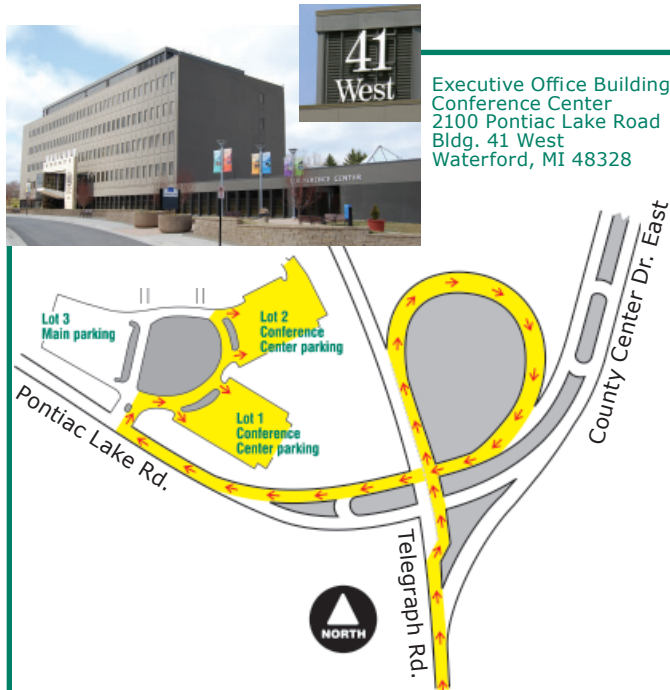 41
West
CONFERENCE CENTER
Executive Office Building
Conference Center
2100 Pontiac Lake Road
Bldg. 41 West
Waterford, MI 48328
County Center Dr. East
Lot 3
Main parking
Lot 2
Conference
Center parking
Lot 1
Conference
Center parking
Pontiac Lake Rd.
Telegraph Rd.
NORTH